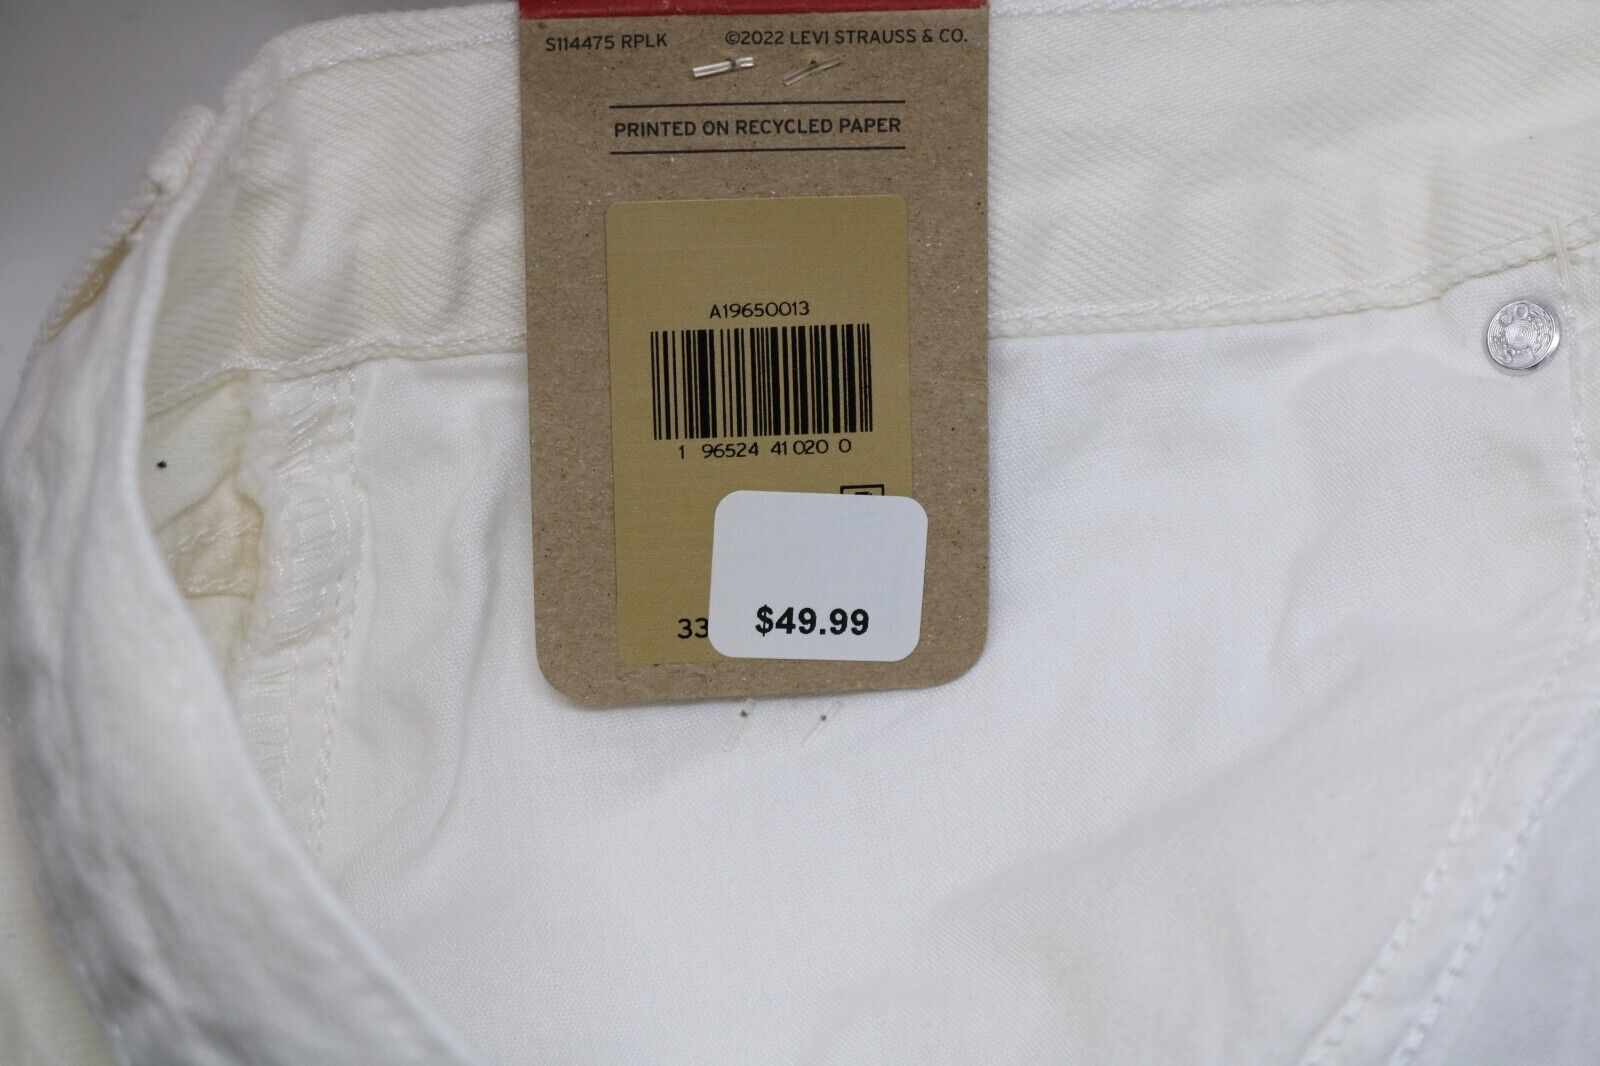 S114475 RPLK ©2022 LEVI STRAUSS & CO.
PRINTED ON RECYCLED PAPER
A19650013
1 96524 41020 0
33
$49.99